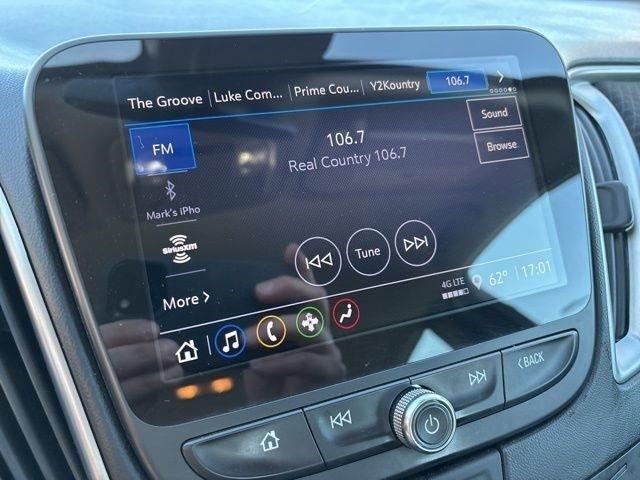 The Groove Luke Com... Prime Cou... Y2Kountry 106.7
FM
106.7
Real Country 106.7
Sound
Browse
Mark's iPho
SiriusXM
Tune
More
4G LTE 62° 17:01
BACK